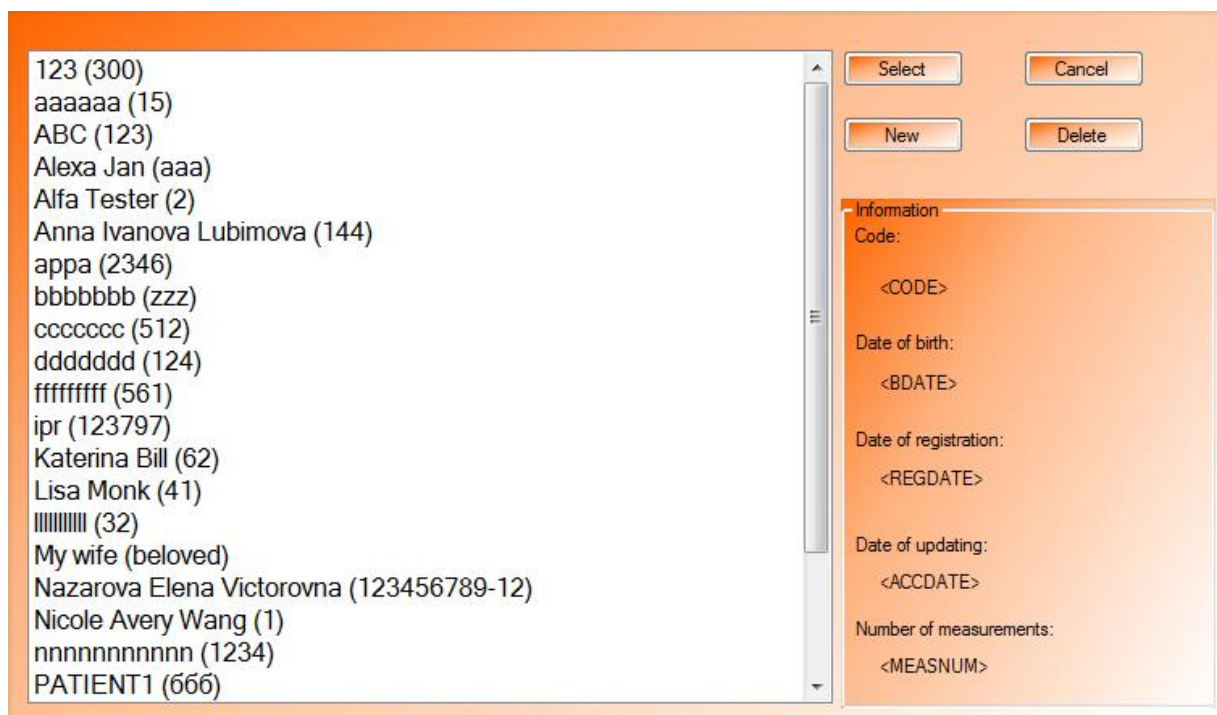 123 (300)
aaaaaa (15)
ABC (123)
Alexa Jan (aaa)
Alfa Tester (2)
Anna Ivanova Lubimova (144)
appa (2346)
bbbbbbb (zzz)
ccccccc (512)
ddddddd (124)
fffffffff (561)
ipr (123797)
Katerina Bill (62)
Lisa Monk (41)
lllllllllll (32)
My wife (beloved)
Nazarova Elena Victorovna (123456789-12)
Nicole Avery Wang (1)
nnnnnnnnnnn (1234)
PATIENT1 (ббб)
Select
Cancel
New
Delete
Information
Code:
<CODE>
Date of birth:
<BDATE>
Date of registration:
<REGDATE>
Date of updating:
<ACCDATE>
Number of measurements:
<MEASNUM>